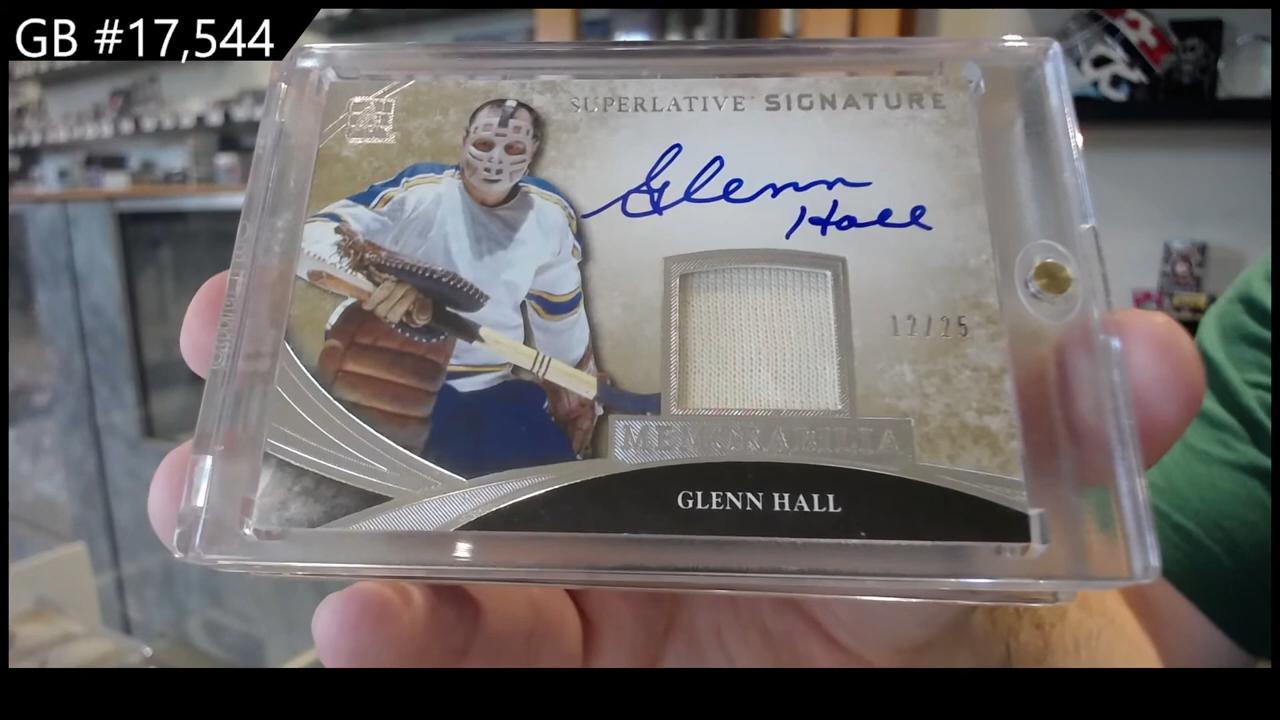 GB #17,544
SUPERLATIVE SIGNATURE
Glenn
Hall
12/25
MEMORABILIA
GLENN HALL